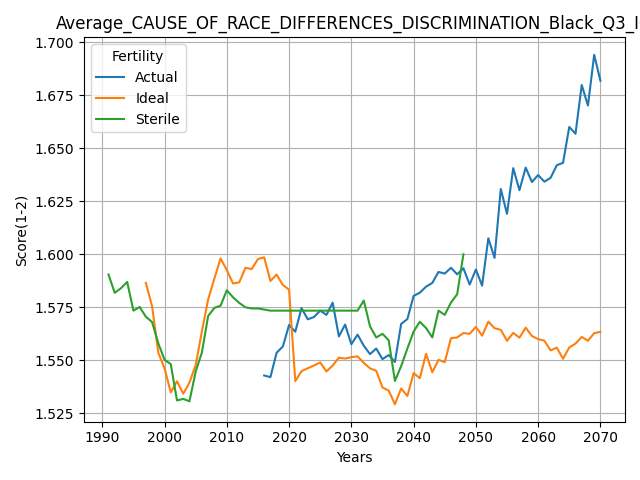 Average_CAUSE_OF_RACE_DIFFERENCES_DISCRIMINATION_Black_Q3_I
Fertility
Actual
Ideal
Sterile
Score(1-2)
1.700
1.675
1.650
1.625
1.600
1.575
1.550
1.525
1990 2000 2010 2020 2030 2040 2050 2060 2070
Years